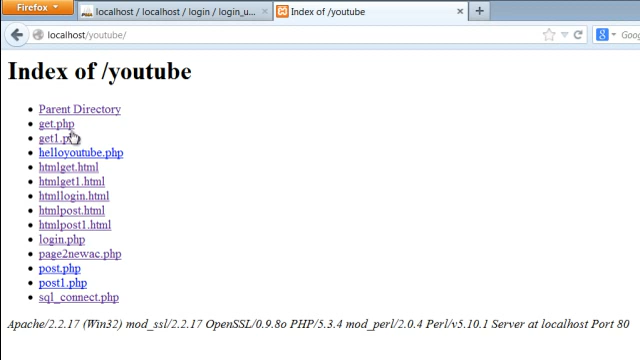 Firefox
localhost / localhost / login / login_u...
Index of /youtube
localhost/youtube/
Goog
Index of /youtube
Parent Directory
get.php
get1.p
helloyoutube.php
htmlget.html
htmlget1.html
htmllogin.html
htmlpost.html
htmlpost1.html
login.php
page2newac.php
post.php
post1.php
sql_connect.php
Apache/2.2.17 (Win32) mod_ssl/2.2.17 OpenSSL/0.9.8o PHP/5.3.4 mod_perl/2.0.4 Perl/v5.10.1 Server at localhost Port 80